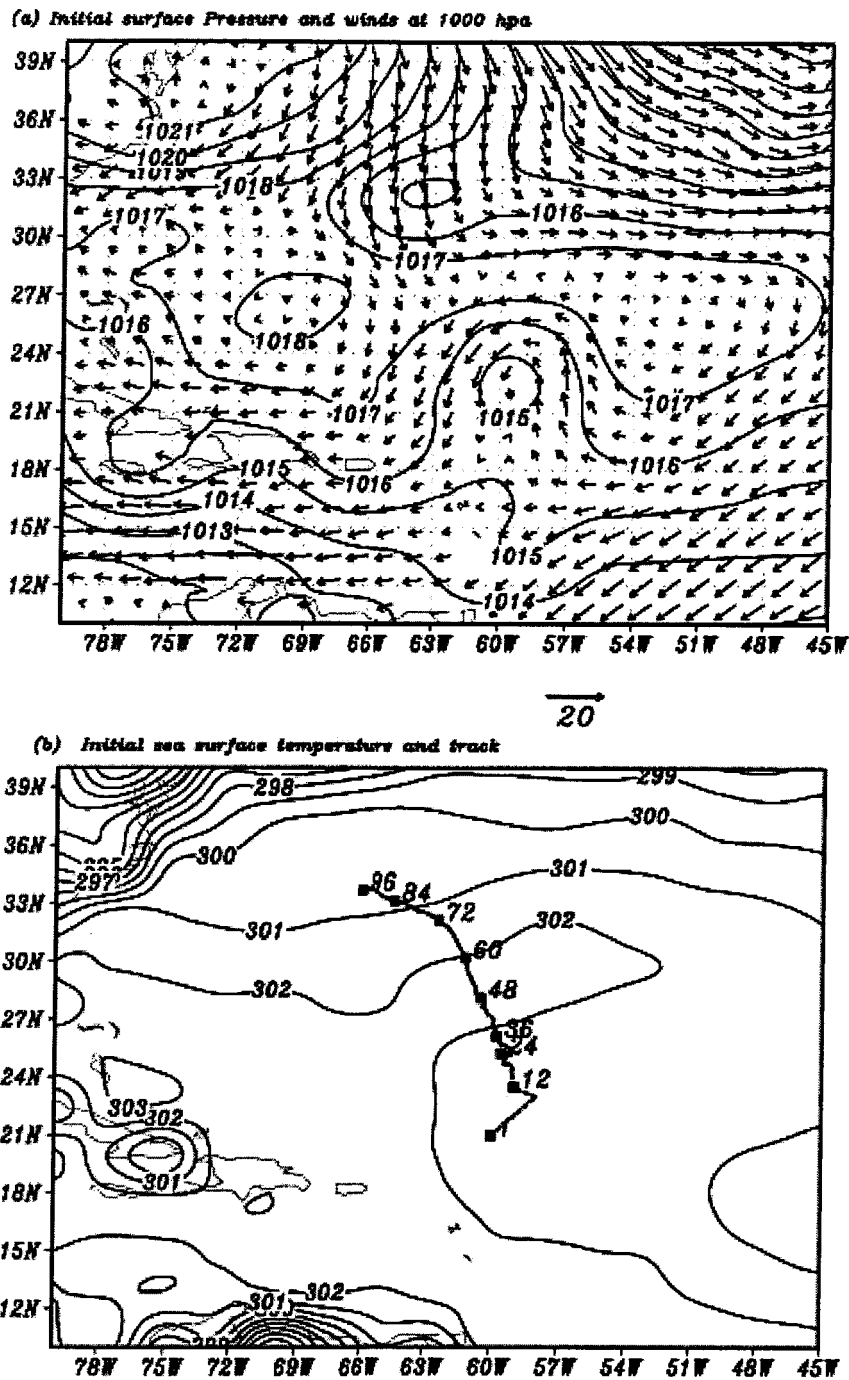 (a) Initial surface Pressure and winds at 1000 hpa
39N
36N
1021
1020
33N
1018
1017
1016
30N
1017
27N
1016
1018
24N
1017
1017
21N
1016
1015
1016
1016
18N
1014
1013
15N
1015
1014
12N
78W 75W 72W 69W 66W 63W 60W 57W 54W 51W 48W 45W
20
(b) Initial sea surface temperature and track
39N
298
299
300
300
36N
297
301
96
84
33N
72
301
302
60
30N
302
48
27N
36
24
24N
12
303
302
21N
301
18N
15N
302
301
12N
78W 75W 72W 69W 66W 63W 60W 57W 54W 51W 48W 45W